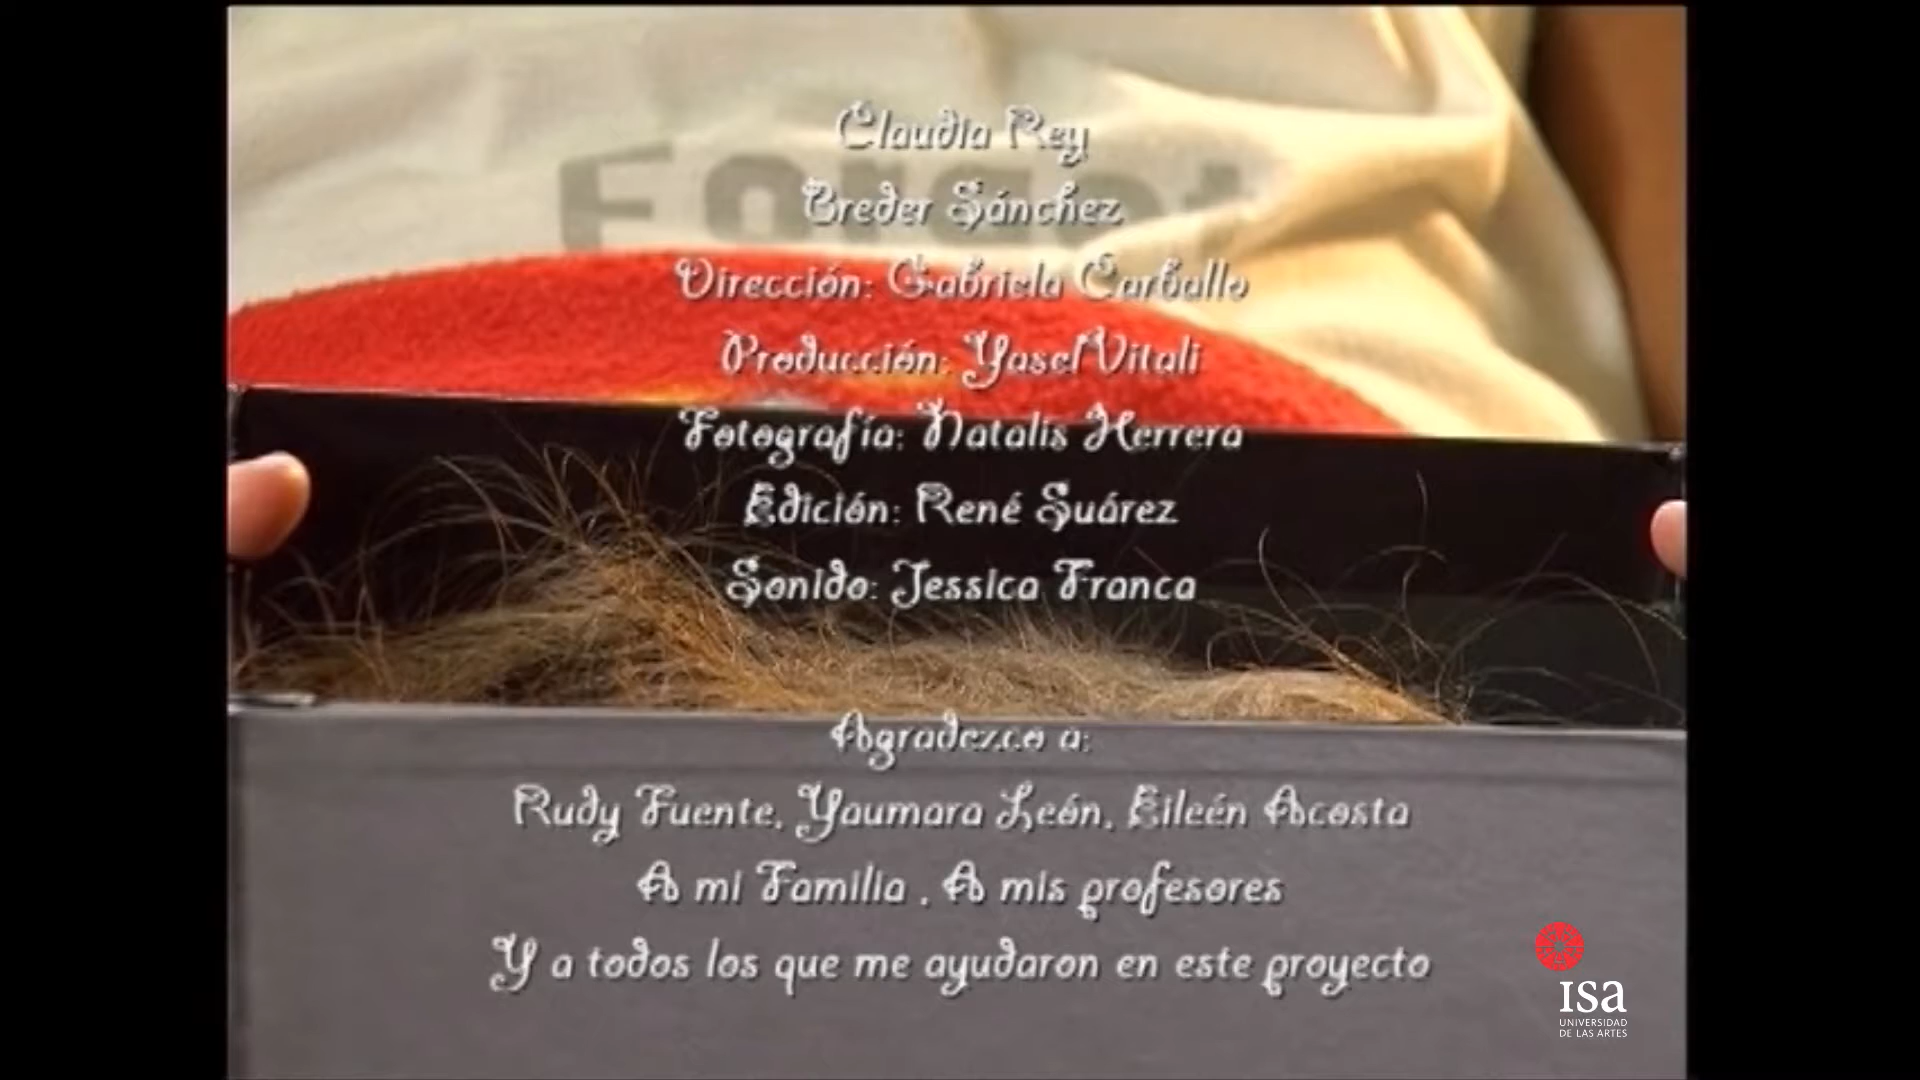 Forget
Claudia Rey
Breder Sánchez
Dirección: Gabriela Carballo
Producción: Yasel Vitali
Fotografía: Natalis Herrera
Edición: René Suárez
Sonido: Jessica Franca
Agradezco a:
Rudy Fuente, Yaumara León, Eileén Acosta
A mi Familia , A mis profesores
Y a todos los que me ayudaron en este proyecto
ISA
UNIVERSIDAD
DE LAS ARTES